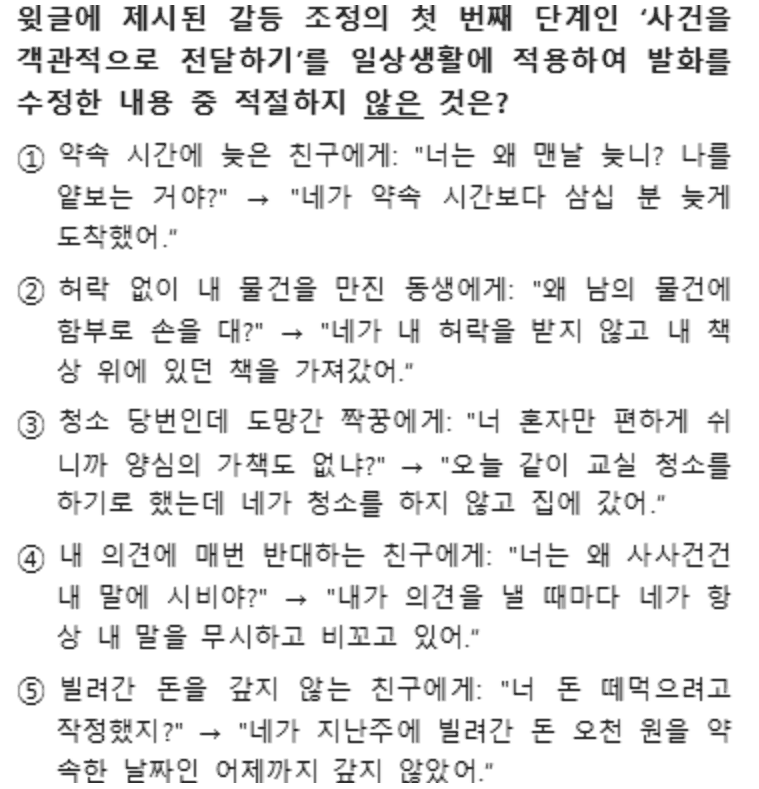 윗글에 제시된 갈등 조정의 첫 번째 단계인 ‘사건을
객관적으로 전달하기’를 일상생활에 적용하여 발화를
수정한 내용 중 적절하지 않은 것은?
① 약속 시간에 늦은 친구에게: "너는 왜 맨날 늦니? 나를
얕보는 거야?" → "네가 약속 시간보다 삼십 분 늦게
도착했어."
② 허락 없이 내 물건을 만진 동생에게: "왜 남의 물건에
함부로 손을 대?" → "네가 내 허락을 받지 않고 내 책
상 위에 있던 책을 가져갔어."
③ 청소 당번인데 도망간 짝꿍에게: "너 혼자만 편하게 쉬
니까 양심의 가책도 없냐?" → "오늘 같이 교실 청소를
하기로 했는데 네가 청소를 하지 않고 집에 갔어."
④ 내 의견에 매번 반대하는 친구에게: "너는 왜 사사건건
내 말에 시비야?" → "내가 의견을 낼 때마다 네가 항
상 내 말을 무시하고 비꼬고 있어."
⑤ 빌려간 돈을 갚지 않는 친구에게: "너 돈 떼먹으려고
작정했지?" → "네가 지난주에 빌려간 돈 오천 원을 약
속한 날짜인 어제까지 갚지 않았어."